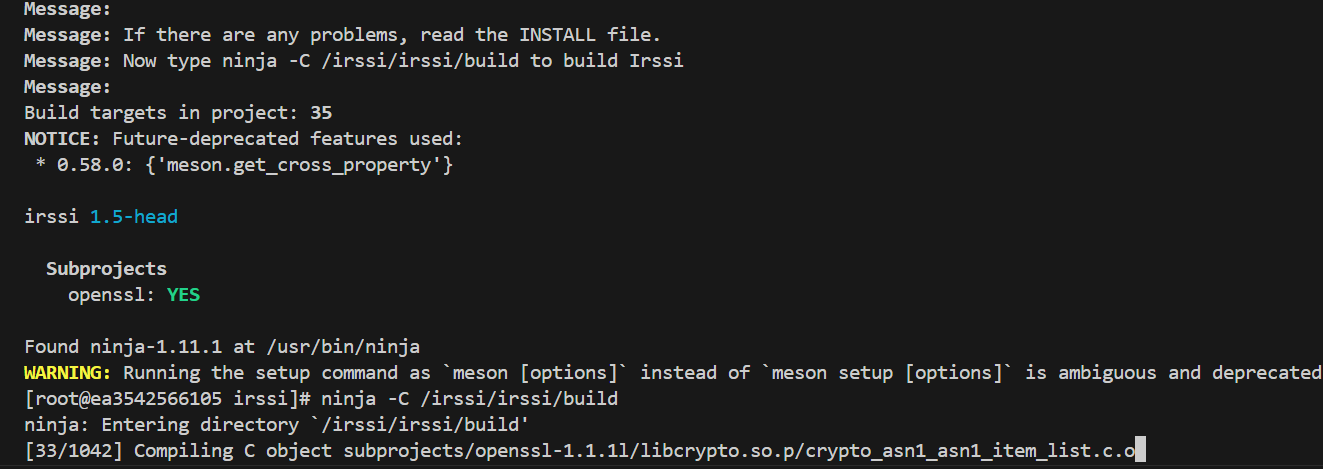 Message:
Message: If there are any problems, read the INSTALL file.
Message: Now type ninja -C /irssi/irssi/build to build Irssi
Message:
Build targets in project: 35
NOTICE: Future-deprecated features used:
 * 0.58.0: {'meson.get_cross_property'}

irssi 1.5-head

  Subprojects
    openssl: YES

Found ninja-1.11.1 at /usr/bin/ninja
WARNING: Running the setup command as `meson [options]` instead of `meson setup [options]` is ambiguous and deprecated
[root@ea3542566105 irssi]# ninja -C /irssi/irssi/build
ninja: Entering directory `/irssi/irssi/build'
[33/1042] Compiling C object subprojects/openssl-1.1.1l/libcrypto.so.p/crypto_asn1_asn1_item_list.c.o